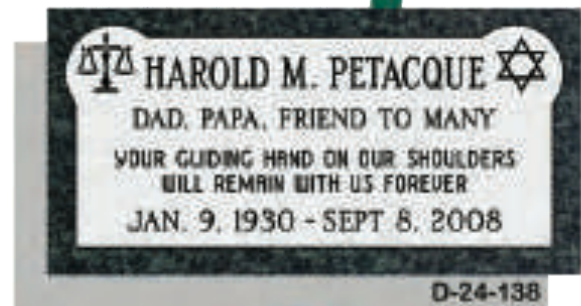 HAROLD M. PETACQUE
DAD, PAPA, FRIEND TO MANY
YOUR GUIDING HAND ON OUR SHOULDERS
WILL REMAIN WITH US FOREVER
JAN. 9, 1930 - SEPT 8, 2008
D-24-138